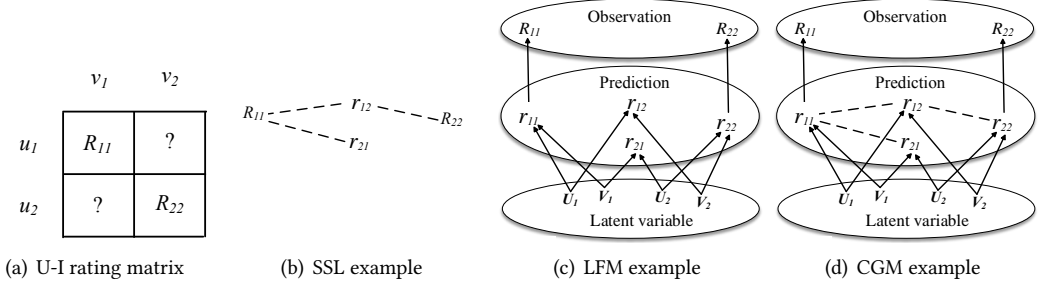 v1 v2
u1 R11 ?
u2 ? R22
(a) U-I rating matrix
R11 r12 R22
r21
(b) SSL example
Observation
R11 R22
Prediction
r12
r11 r22
r21
U1 V1 U2 V2
Latent variable
(c) LFM example
Observation
R11 R22
Prediction
r12
r11 r22
r21
U1 V1 U2 V2
Latent variable
(d) CGM example